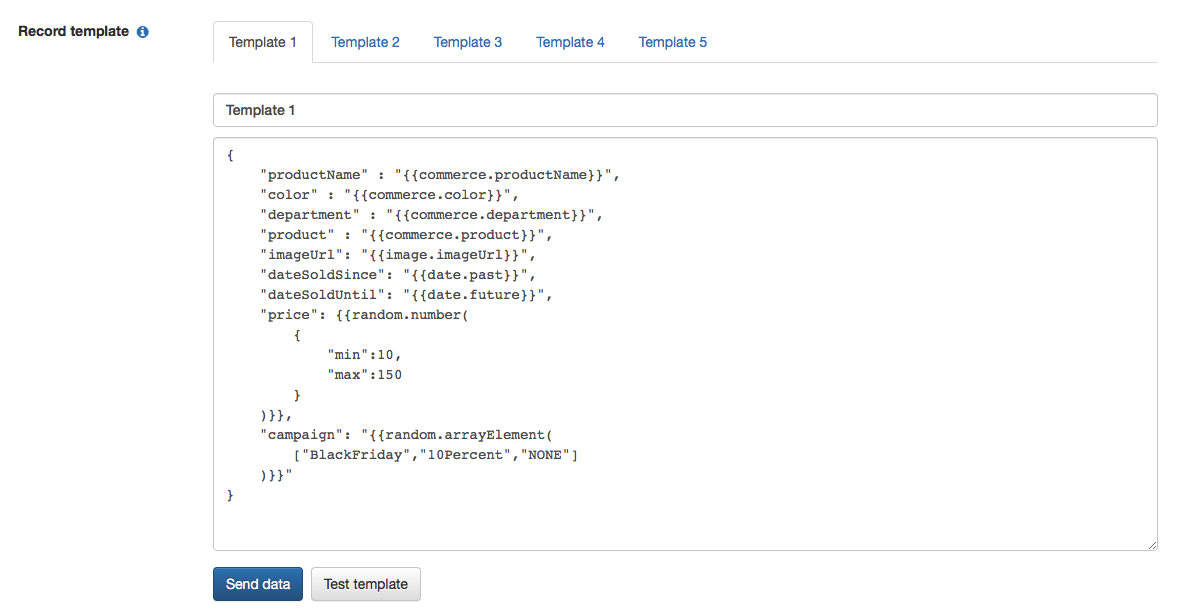 Record template
Template 1 Template 2 Template 3 Template 4 Template 5
Template 1
{
    "productName" : "{{commerce.productName}}",
    "color" : "{{commerce.color}}",
    "department" : "{{commerce.department}}",
    "product" : "{{commerce.product}}",
    "imageUrl": "{{image.imageUrl}}",
    "dateSoldSince": "{{date.past}}",
    "dateSoldUntil": "{{date.future}}",
    "price": {{random.number(
        {
            "min":10,
            "max":150
        }
    )}},
    "campaign": "{{random.arrayElement(
        ["BlackFriday","10Percent","NONE"]
    )}}"
}
Send data Test template